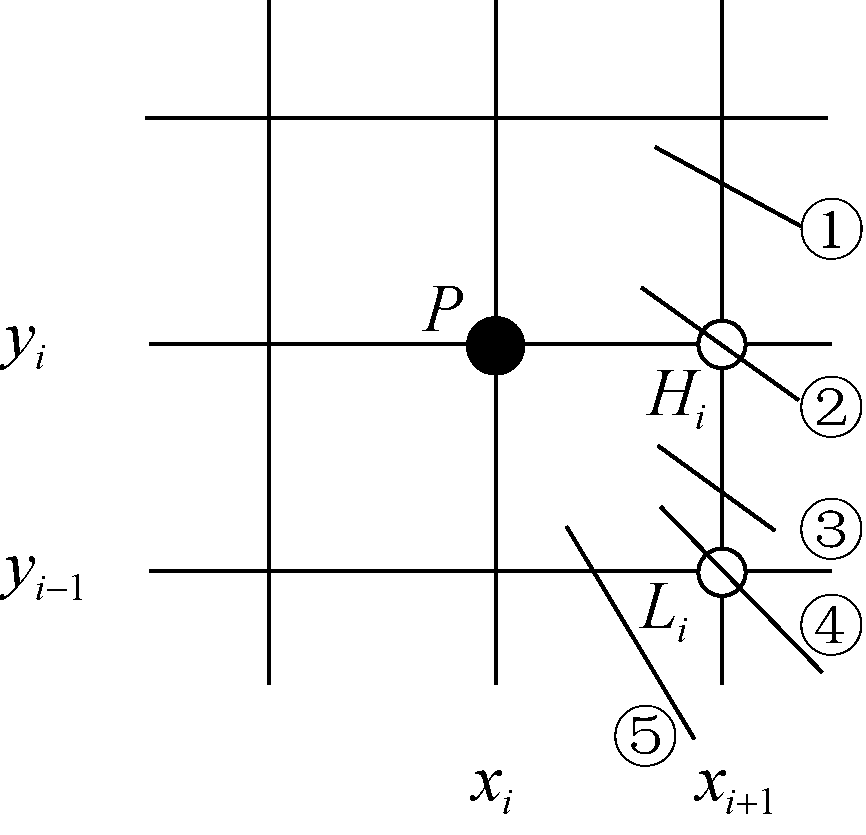 ①
P
y_i
H_i
②
③
y_{i-1}
L_i
④
⑤
x_i x_{i+1}